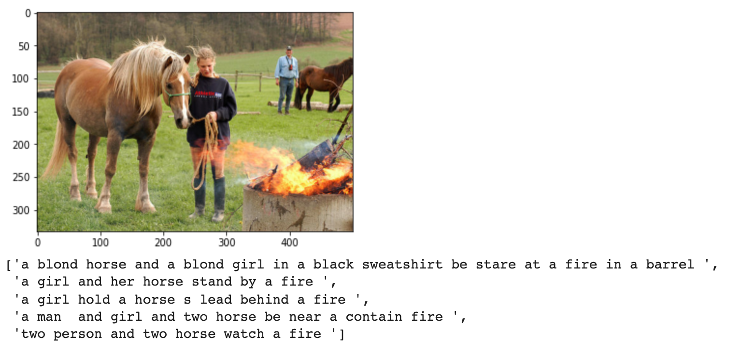 0
50
100
150
200
250
300
0 100 200 300 400
['a blond horse and a blond girl in a black sweatshirt be stare at a fire in a barrel ',
'a girl and her horse stand by a fire ',
'a girl hold a horse s lead behind a fire ',
'a man  and girl and two horse be near a contain fire ',
'two person and two horse watch a fire ']